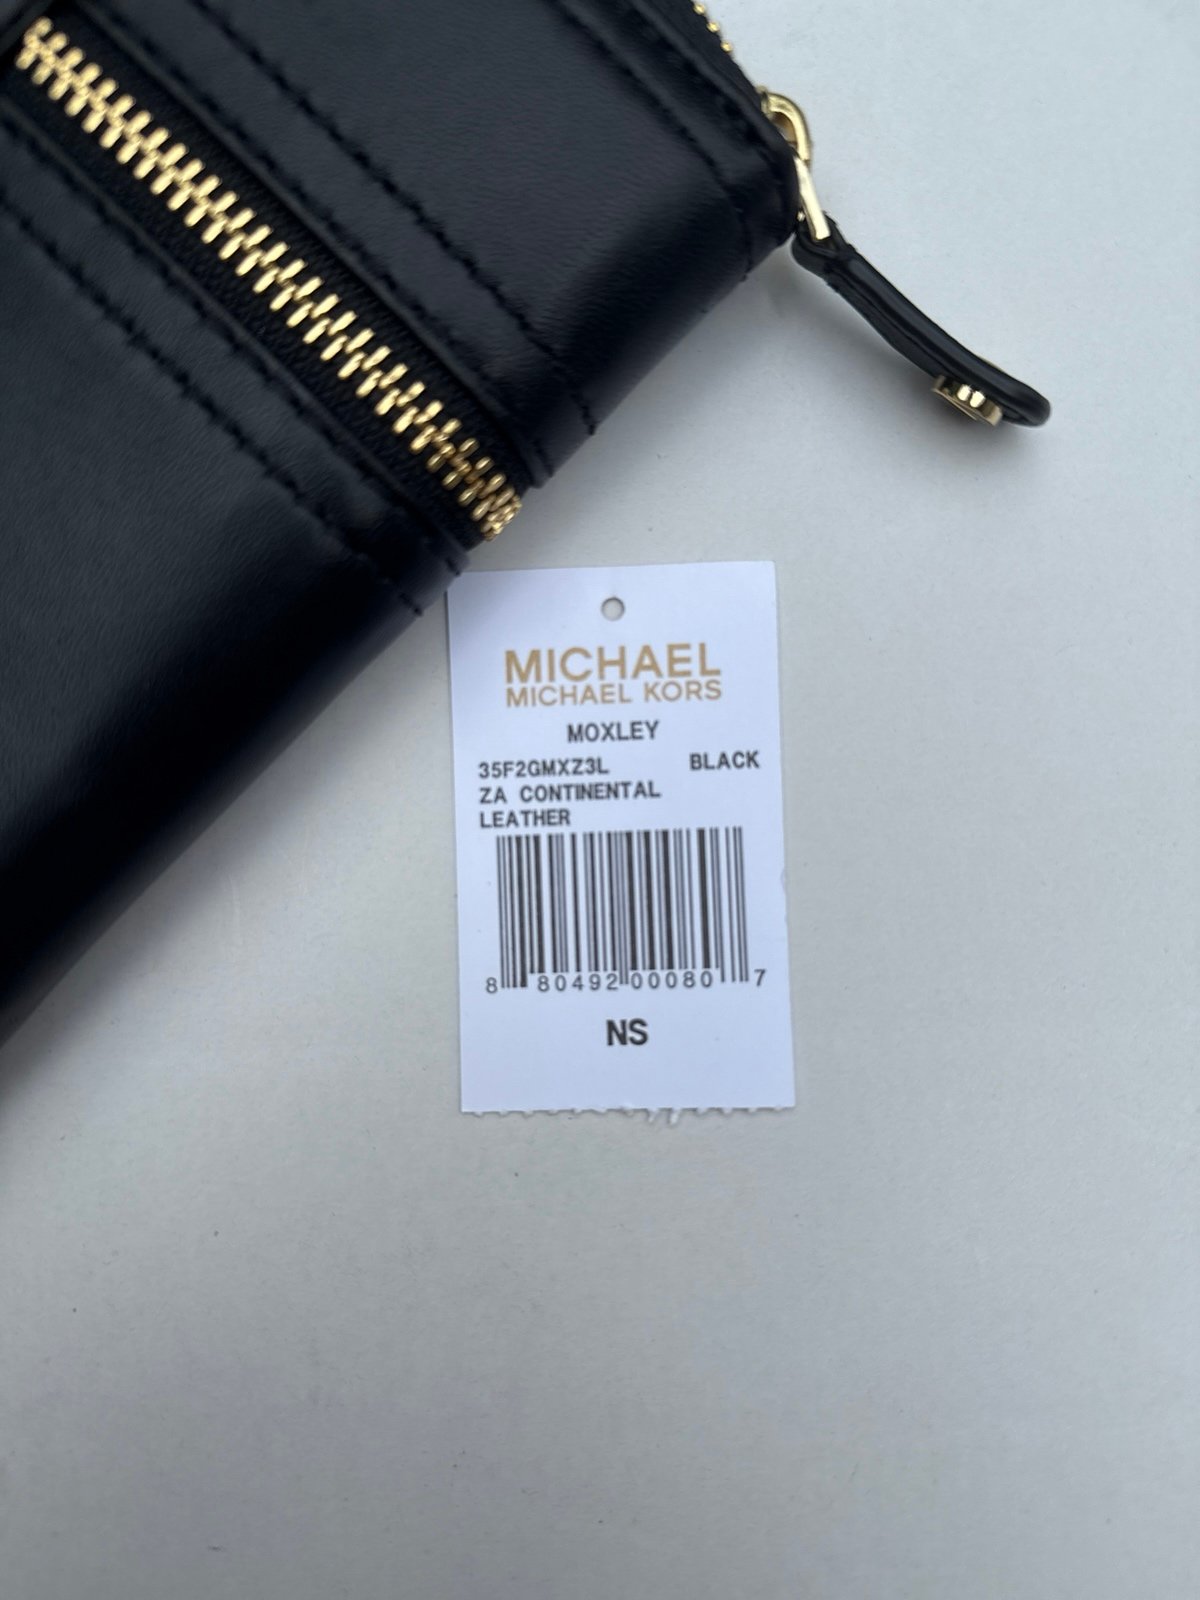 MICHAEL
MICHAEL KORS
MOXLEY
35F2GMXZ3L BLACK
ZA CONTINENTAL
LEATHER
8 80492 00080 7
NS